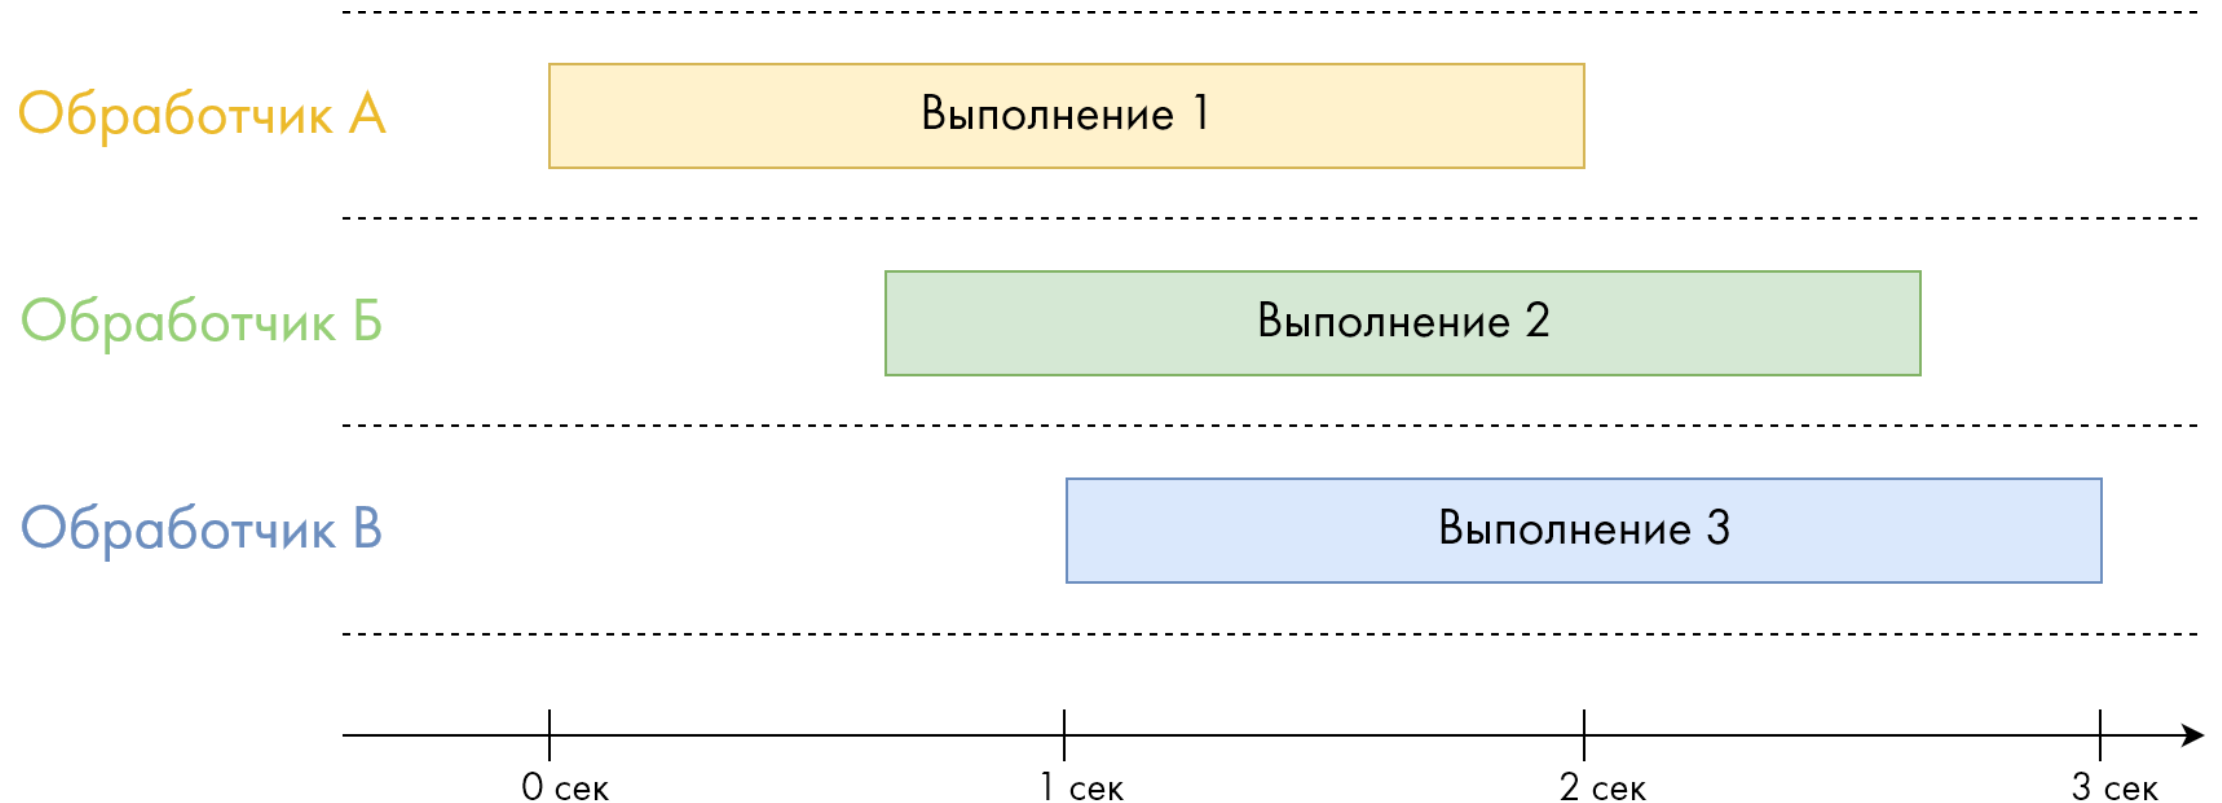 Обработчик А
Выполнение 1
Обработчик Б
Выполнение 2
Обработчик В
Выполнение 3
0 сек
1 сек
2 сек
3 сек